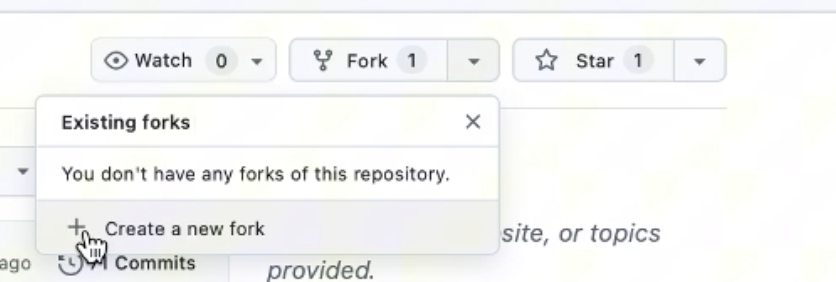 Watch 0 Fork 1 Star 1
Existing forks
You don't have any forks of this repository.
Create a new fork
site, or topics
ago Commits
provided.